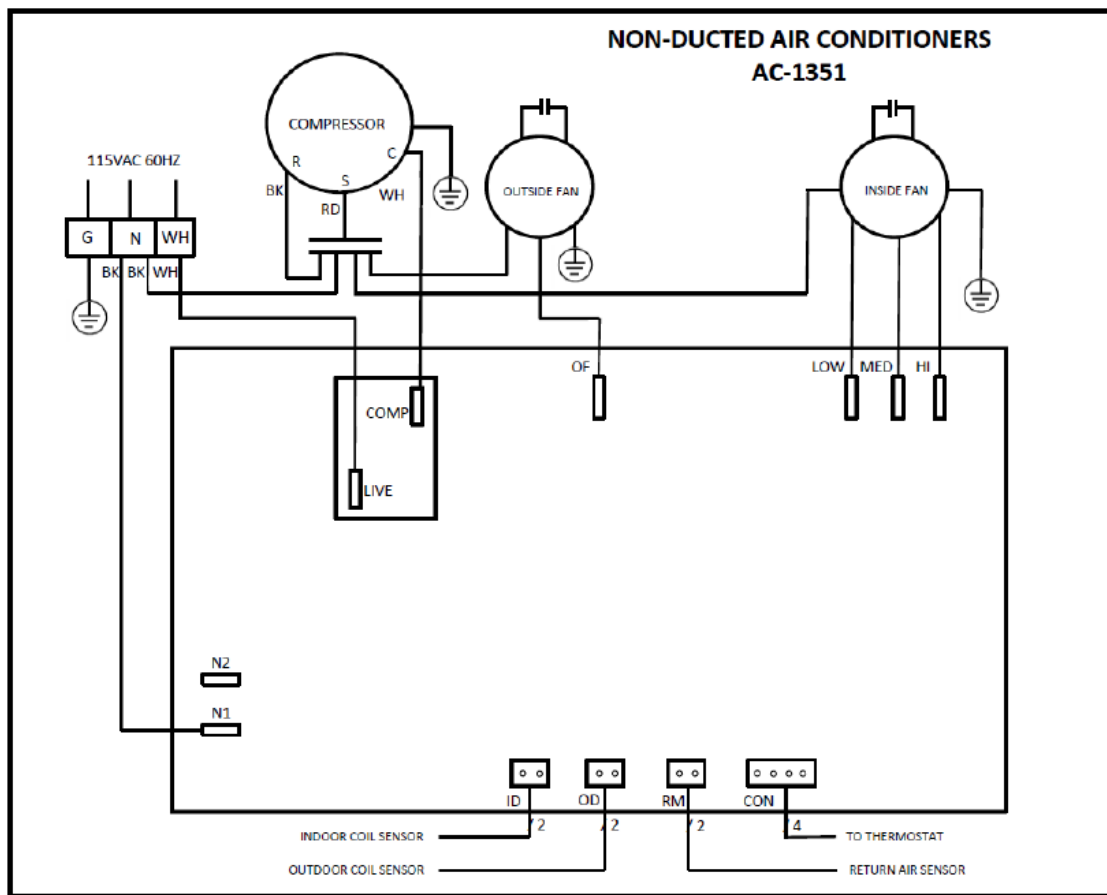 NON-DUCTED AIR CONDITIONERS
AC-1351
COMPRESSOR
R
S
C
BK
RD
WH
115VAC 60HZ
G N WH
BK BK WH
OUTSIDE FAN
INSIDE FAN
OF
LOW MED HI
COMP
LIVE
N2
N1
ID OD RM CON
/ 2 / 2 / 2 / 4
INDOOR COIL SENSOR
TO THERMOSTAT
OUTDOOR COIL SENSOR
RETURN AIR SENSOR